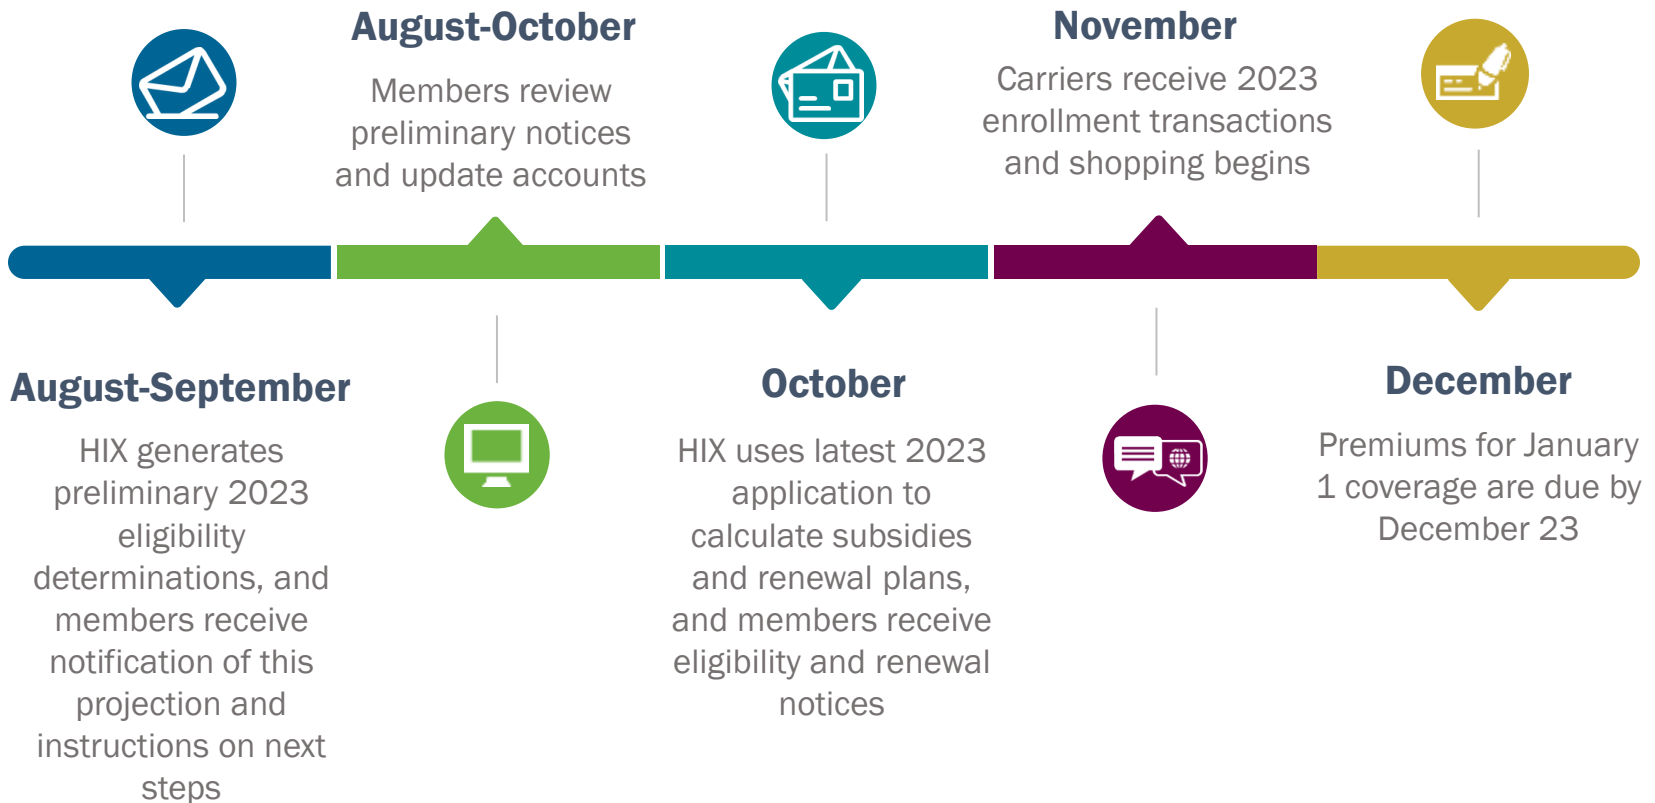 August-October
Members review
preliminary notices
and update accounts
November
Carriers receive 2023
enrollment transactions
and shopping begins
August-September
HIX generates
preliminary 2023
eligibility
determinations, and
members receive
notification of this
projection and
instructions on next
steps
October
HIX uses latest 2023
application to
calculate subsidies
and renewal plans,
and members receive
eligibility and renewal
notices
December
Premiums for January
1 coverage are due by
December 23